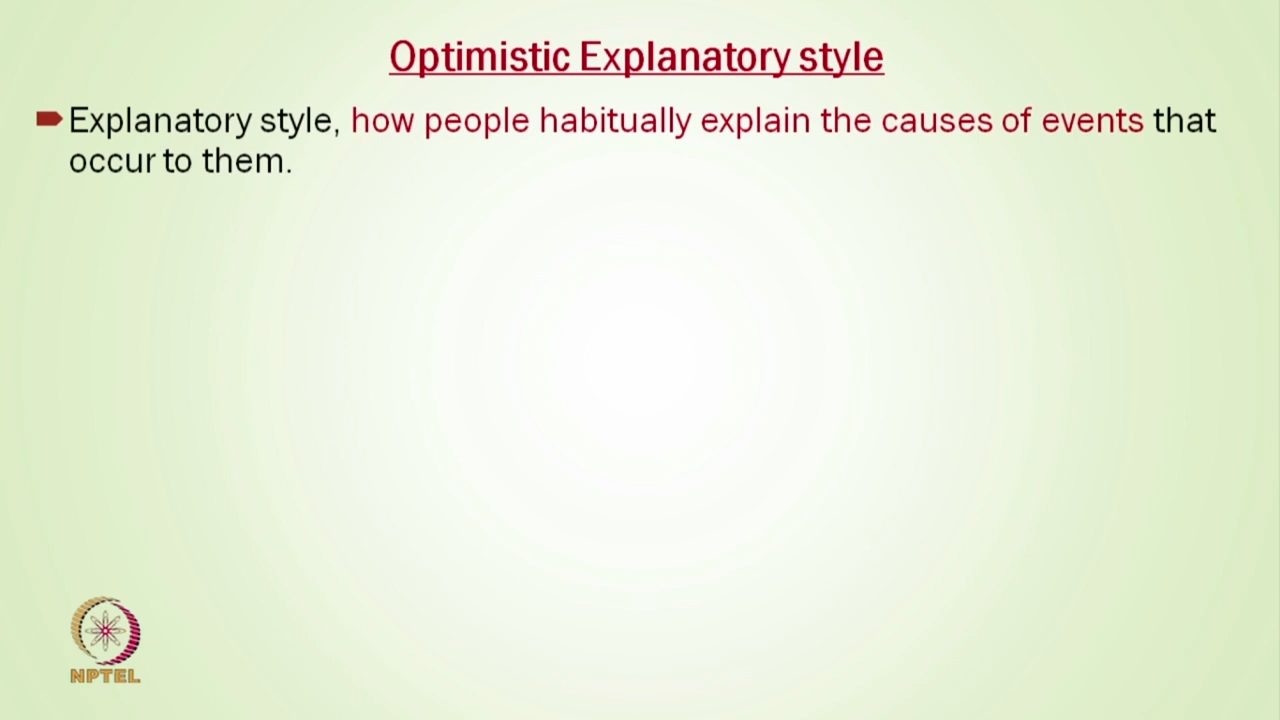 Optimistic Explanatory style
Explanatory style, how people habitually explain the causes of events that
occur to them.
NPTEL